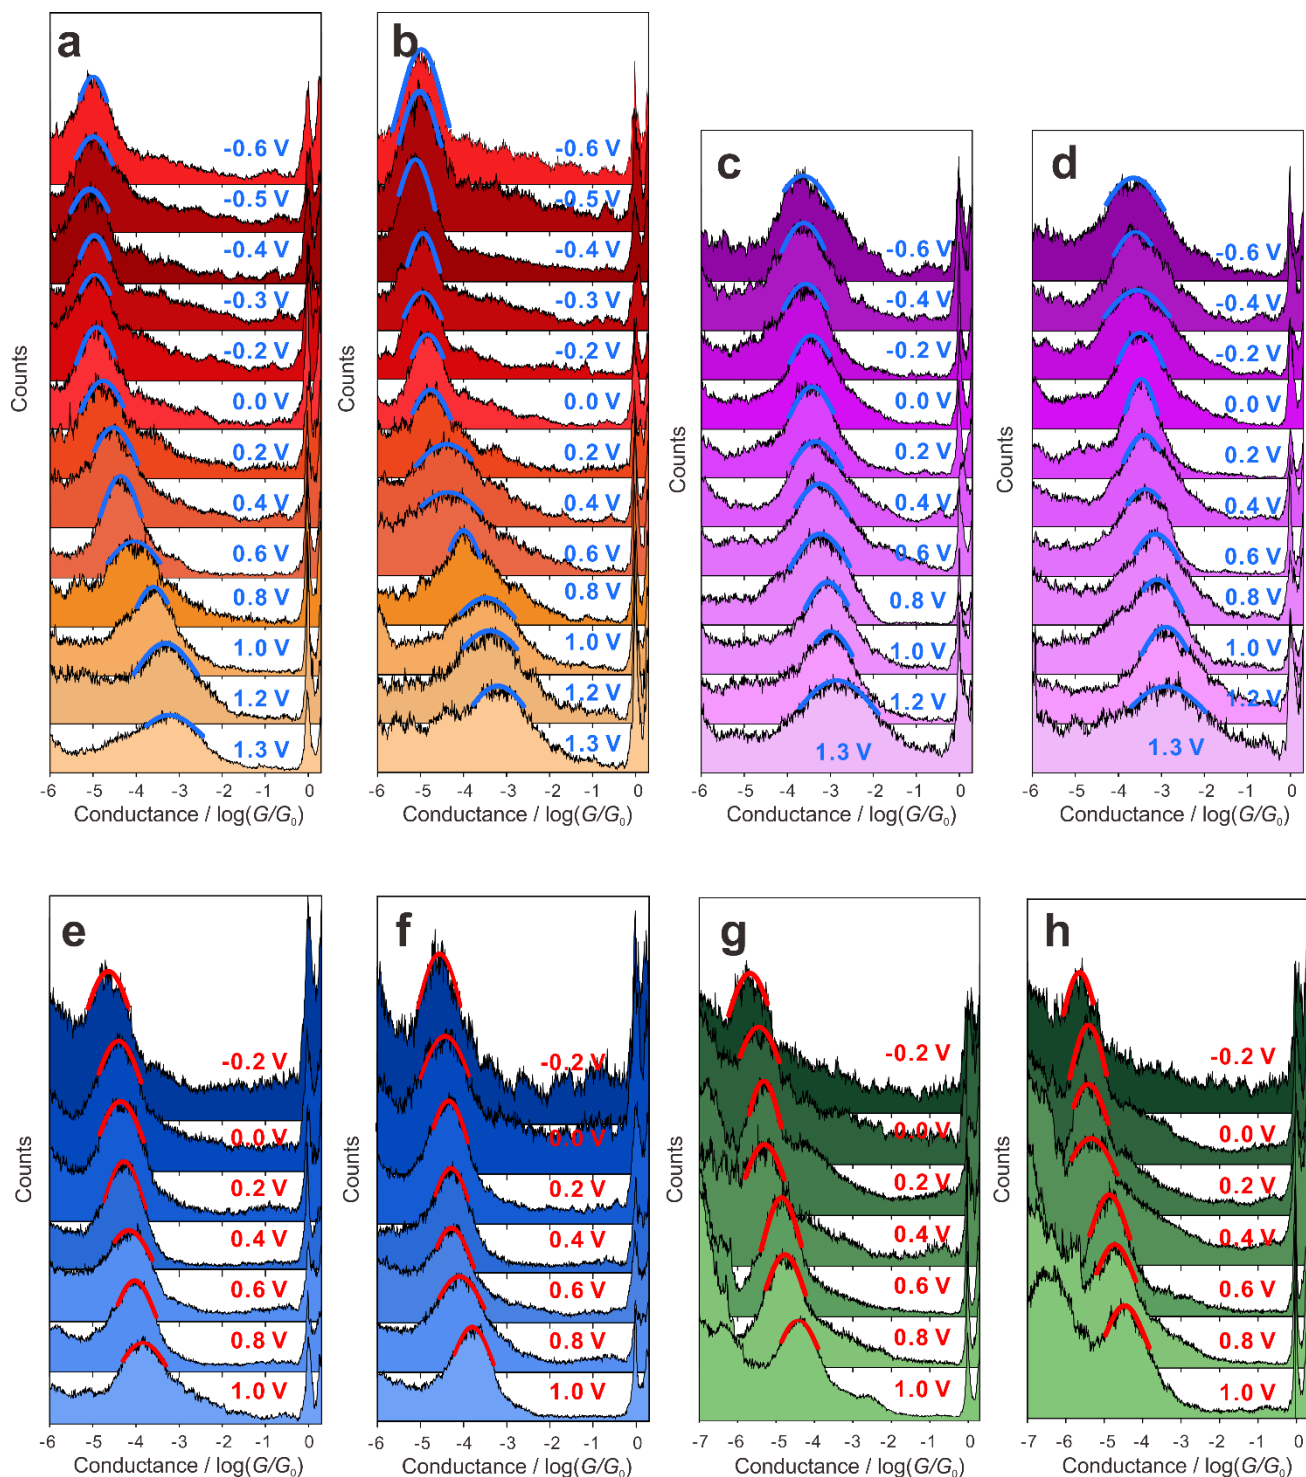 a
-0.6 V
-0.5 V
-0.4 V
-0.3 V
-0.2 V
0.0 V
0.2 V
0.4 V
0.6 V
0.8 V
1.0 V
1.2 V
1.3 V
Counts
-6 -5 -4 -3 -2 -1 0
Conductance / log(G/G₀)
b
-0.6 V
-0.5 V
-0.4 V
-0.3 V
-0.2 V
0.0 V
0.2 V
0.4 V
0.6 V
0.8 V
1.0 V
1.2 V
1.3 V
Counts
-6 -5 -4 -3 -2 -1 0
Conductance / log(G/G₀)
c
-0.6 V
-0.4 V
-0.2 V
0.0 V
0.2 V
0.4 V
0.6 V
0.8 V
1.0 V
1.2 V
1.3 V
Counts
-6 -5 -4 -3 -2 -1 0
Conductance / log(G/G₀)
d
-0.6 V
-0.4 V
-0.2 V
0.0 V
0.2 V
0.4 V
0.6 V
0.8 V
1.0 V
1.2 V
1.3 V
Counts
-6 -5 -4 -3 -2 -1 0
Conductance / log(G/G₀)
e
-0.2 V
0.0 V
0.2 V
0.4 V
0.6 V
0.8 V
1.0 V
Counts
-6 -5 -4 -3 -2 -1 0
Conductance / log(G/G₀)
f
-0.2 V
0.0 V
0.2 V
0.4 V
0.6 V
0.8 V
1.0 V
Counts
-6 -5 -4 -3 -2 -1 0
Conductance / log(G/G₀)
g
-0.2 V
0.0 V
0.2 V
0.4 V
0.6 V
0.8 V
1.0 V
Counts
-7 -6 -5 -4 -3 -2 -1 0
Conductance / log(G/G₀)
h
-0.2 V
0.0 V
0.2 V
0.4 V
0.6 V
0.8 V
1.0 V
Counts
-7 -6 -5 -4 -3 -2 -1 0
Conductance / log(G/G₀)